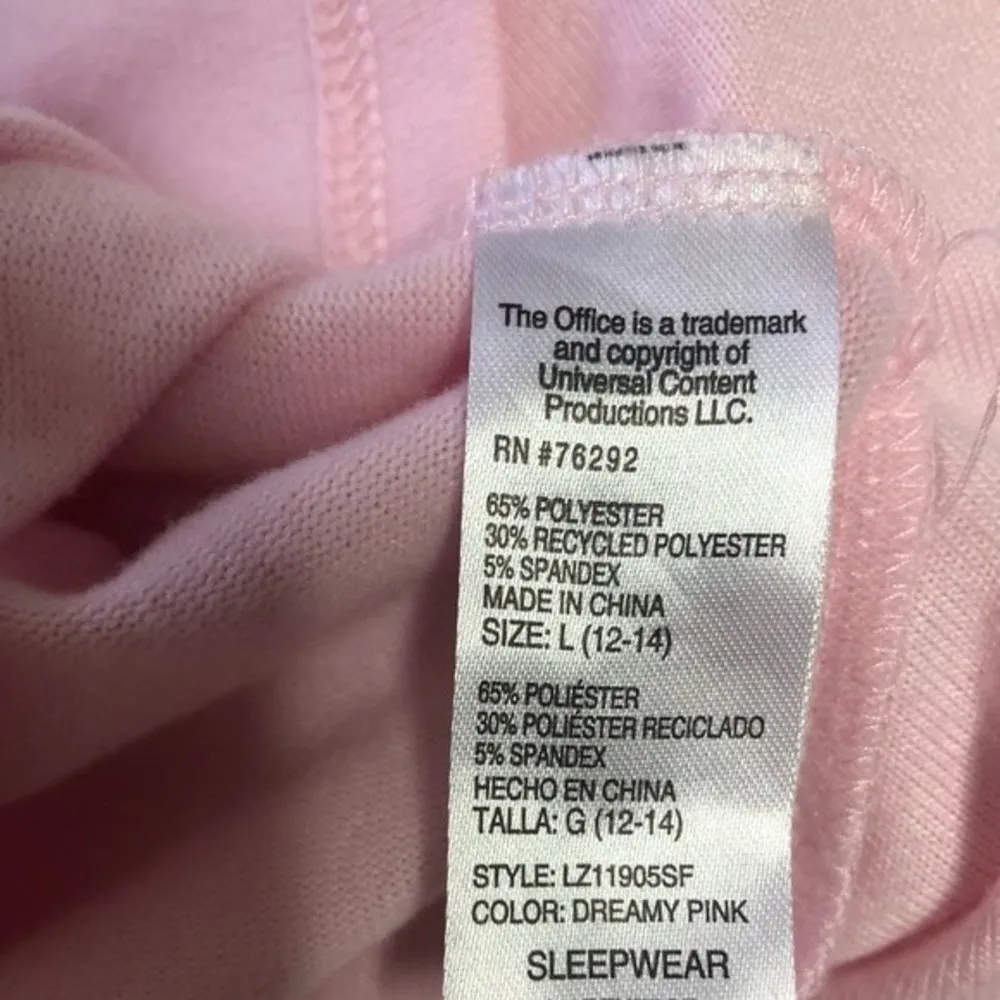 The Office is a trademark
and copyright of
Universal Content
Productions LLC.
RN #76292
65% POLYESTER
30% RECYCLED POLYESTER
5% SPANDEX
MADE IN CHINA
SIZE: L (12-14)
65% POLIÉSTER
30% POLIÉSTER RECICLADO
5% SPANDEX
HECHO EN CHINA
TALLA: G (12-14)
STYLE: LZ11905SF
COLOR: DREAMY PINK
SLEEPWEAR